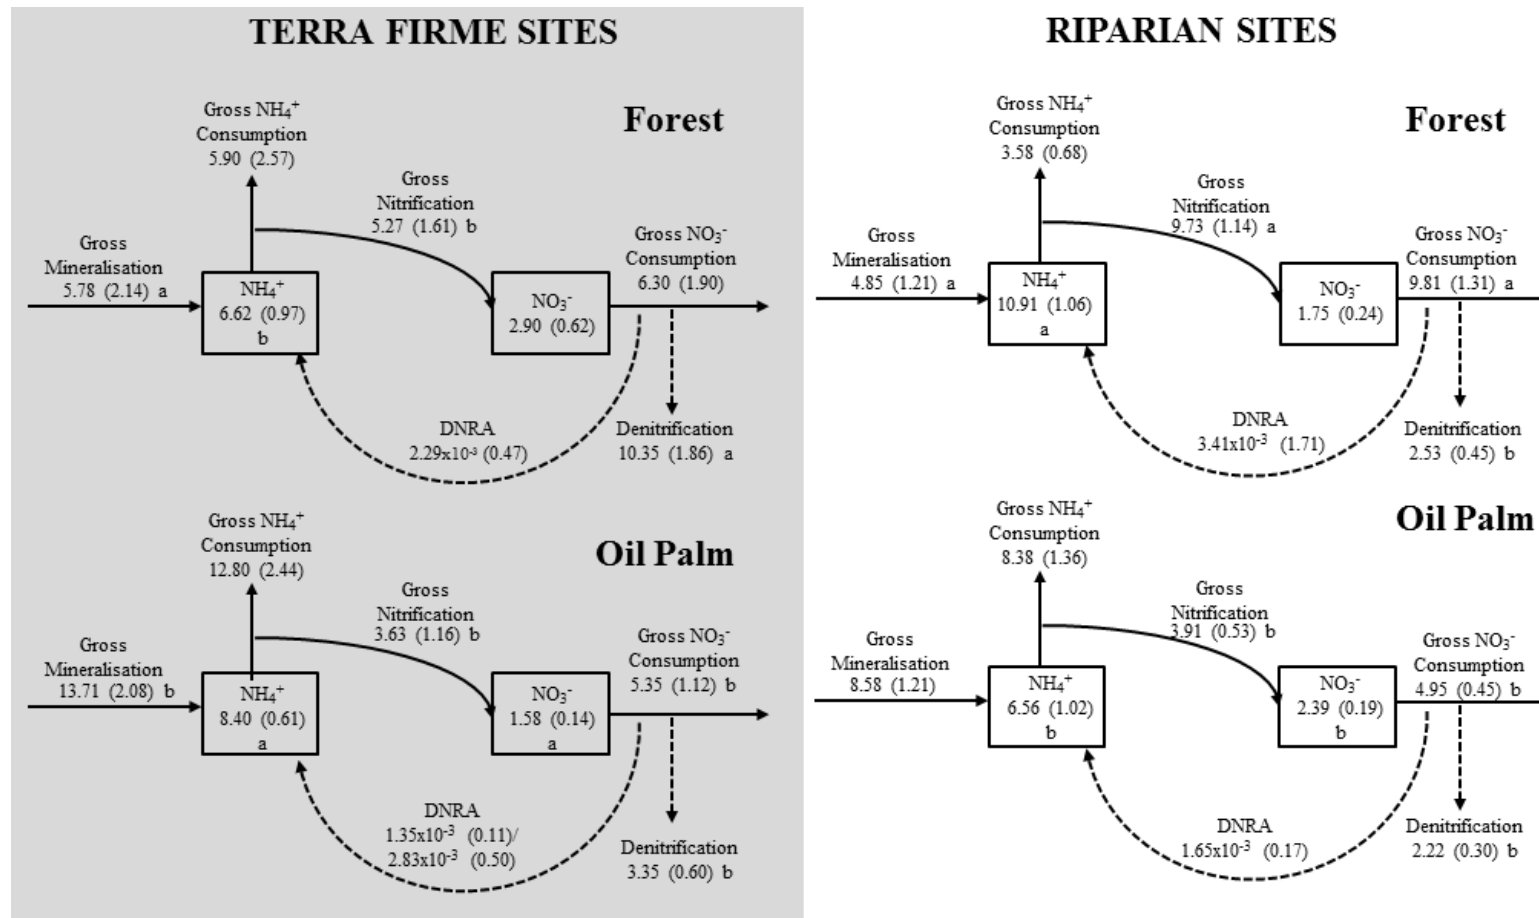 TERRA FIRME SITES
Forest
Gross NH₄⁺
Consumption
5.90 (2.57)
Gross
Nitrification
5.27 (1.61) b
Gross
Mineralisation
5.78 (2.14) a
NH₄⁺
6.62 (0.97)
b
NO₃⁻
2.90 (0.62)
Gross NO₃⁻
Consumption
6.30 (1.90)
DNRA
2.29x10⁻³ (0.47)
Denitrification
10.35 (1.86) a
Oil Palm
Gross NH₄⁺
Consumption
12.80 (2.44)
Gross
Nitrification
3.63 (1.16) b
Gross
Mineralisation
13.71 (2.08) b
NH₄⁺
8.40 (0.61)
a
NO₃⁻
1.58 (0.14)
a
Gross NO₃⁻
Consumption
5.35 (1.12) b
DNRA
1.35x10⁻³ (0.11)/
2.83x10⁻³ (0.50)
Denitrification
3.35 (0.60) b
RIPARIAN SITES
Forest
Gross NH₄⁺
Consumption
3.58 (0.68)
Gross
Nitrification
9.73 (1.14) a
Gross
Mineralisation
4.85 (1.21) a
NH₄⁺
10.91 (1.06)
a
NO₃⁻
1.75 (0.24)
Gross NO₃⁻
Consumption
9.81 (1.31) a
DNRA
3.41x10⁻³ (1.71)
Denitrification
2.53 (0.45) b
Oil Palm
Gross NH₄⁺
Consumption
8.38 (1.36)
Gross
Nitrification
3.91 (0.53) b
Gross
Mineralisation
8.58 (1.21)
NH₄⁺
6.56 (1.02)
b
NO₃⁻
2.39 (0.19)
b
Gross NO₃⁻
Consumption
4.95 (0.45) b
DNRA
1.65x10⁻³ (0.17)
Denitrification
2.22 (0.30) b